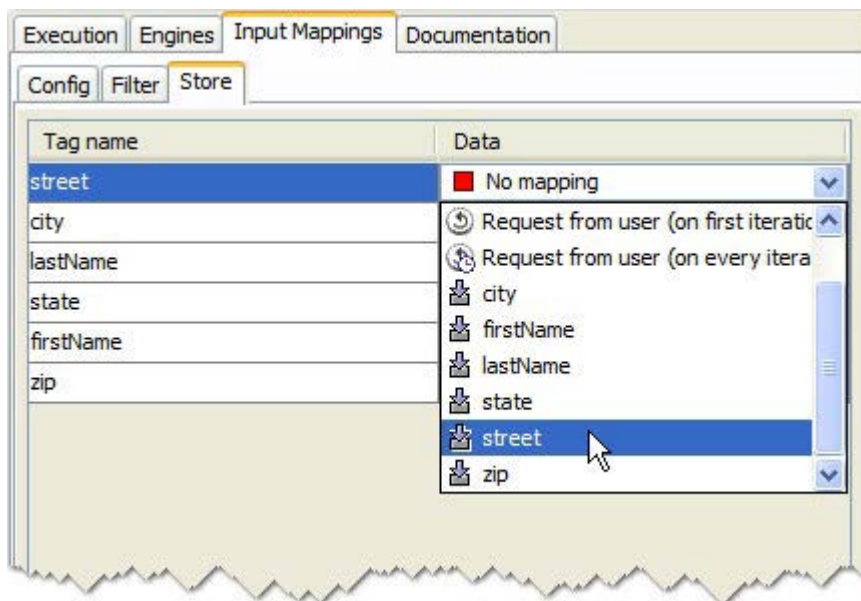 Execution Engines Input Mappings Documentation
Config Filter Store
Tag name Data
street No mapping
city Request from user (on first iteratic
lastName Request from user (on every itera
state city
firstName firstName
zip lastName
state
street
zip